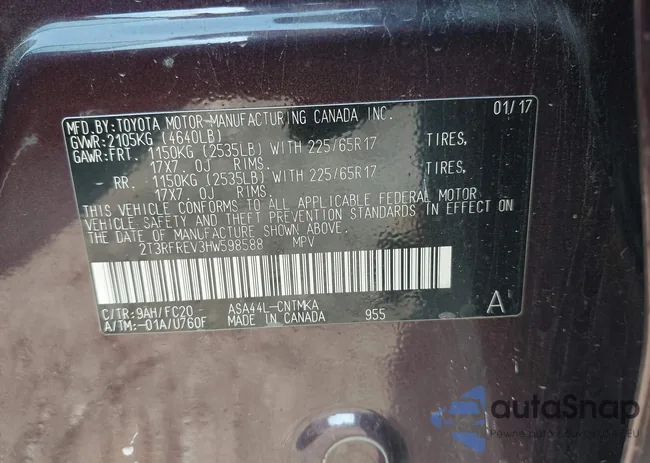 MFD.BY:TOYOTA MOTOR-MANUFACTURING CANADA INC. 01/17
GVWR:2105KG (4640LB)
GAWR:FRT. 1150KG (2535LB) WITH 225/65R17 TIRES,
17X7 OJ RIMS.
RR. 1150KG (2535LB) WITH 225/65R17 TIRES,
17X7 OJ RIMS.
THIS VEHICLE CONFORMS TO ALL APPLICABLE FEDERAL MOTOR
VEHICLE SAFETY AND THEFT PREVENTION STANDARDS IN EFFECT ON
THE DATE OF MANUFACTURE SHOWN ABOVE.
2T3RFREV3HW598588 MPV
C/TR:9AH/FC20 ASA44L-CNTMKA A
A/TM:-01A/U760F MADE IN CANADA 955
autoSnap